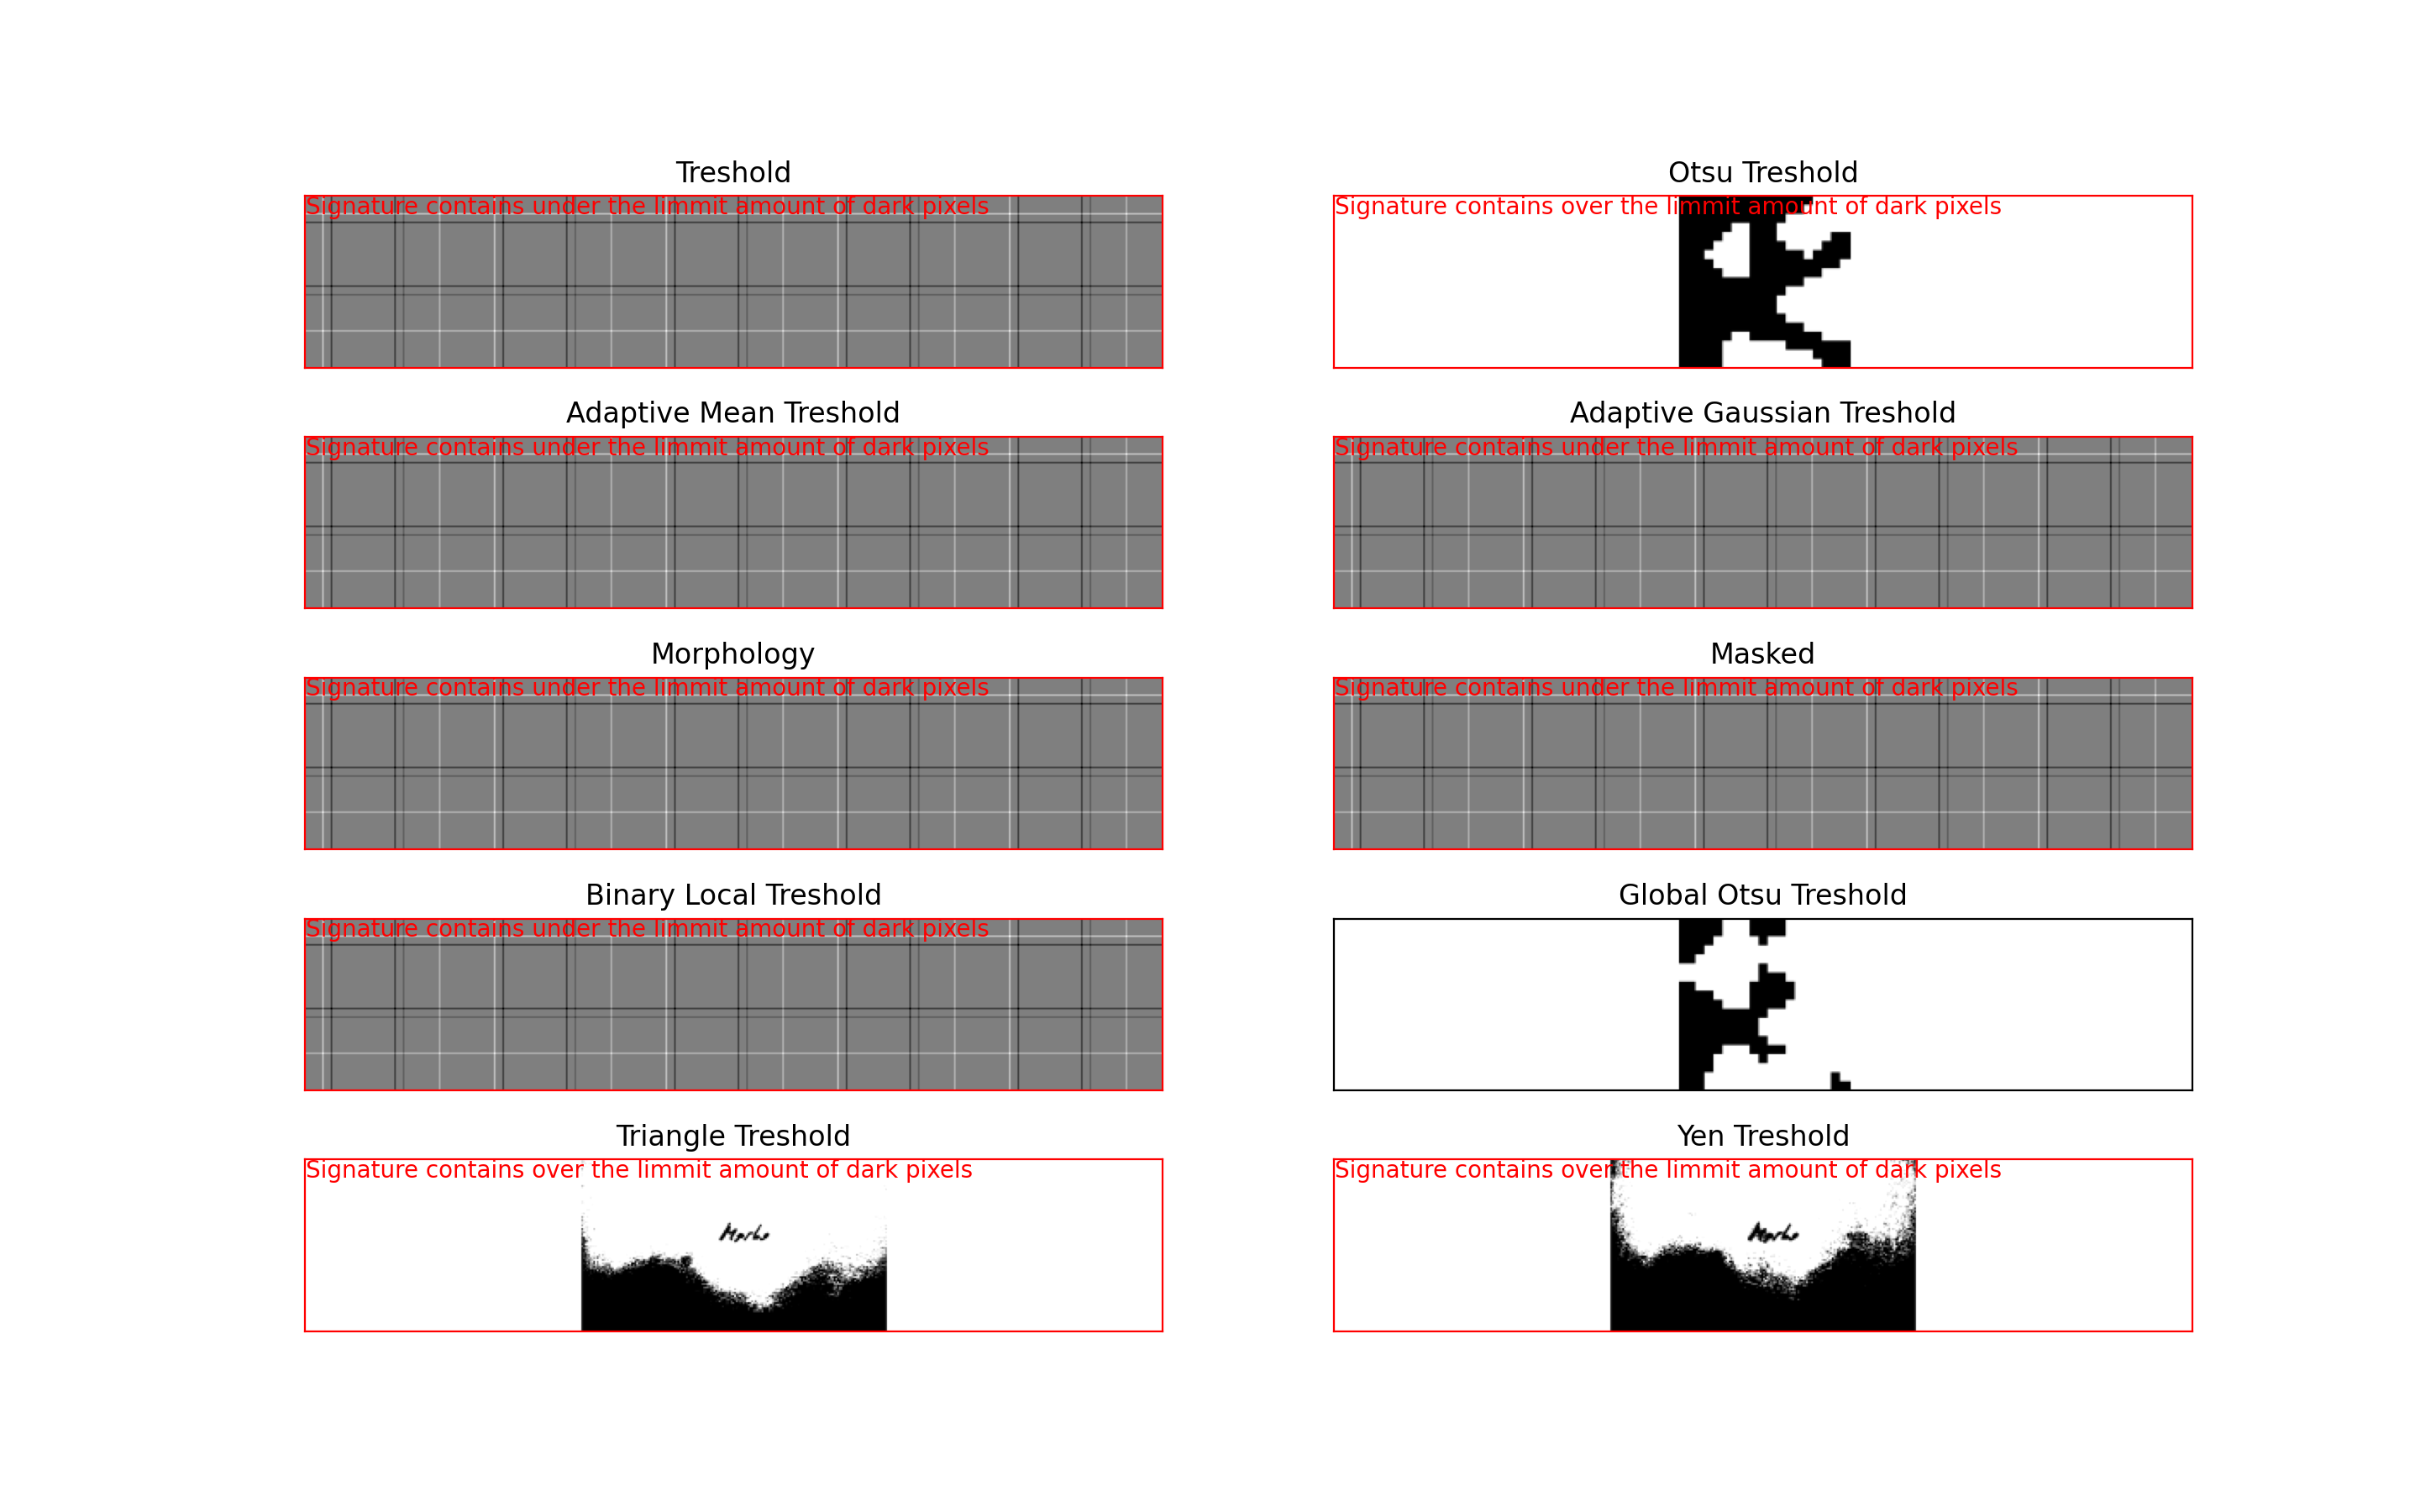 Treshold
Signature contains under the limmit amount of dark pixels
Otsu Treshold
Signature contains over the limmit amount of dark pixels
Adaptive Mean Treshold
Signature contains under the limmit amount of dark pixels
Adaptive Gaussian Treshold
Signature contains under the limmit amount of dark pixels
Morphology
Signature contains under the limmit amount of dark pixels
Masked
Signature contains under the limmit amount of dark pixels
Binary Local Treshold
Signature contains under the limmit amount of dark pixels
Global Otsu Treshold
Triangle Treshold
Signature contains over the limmit amount of dark pixels
Yen Treshold
Signature contains over the limmit amount of dark pixels